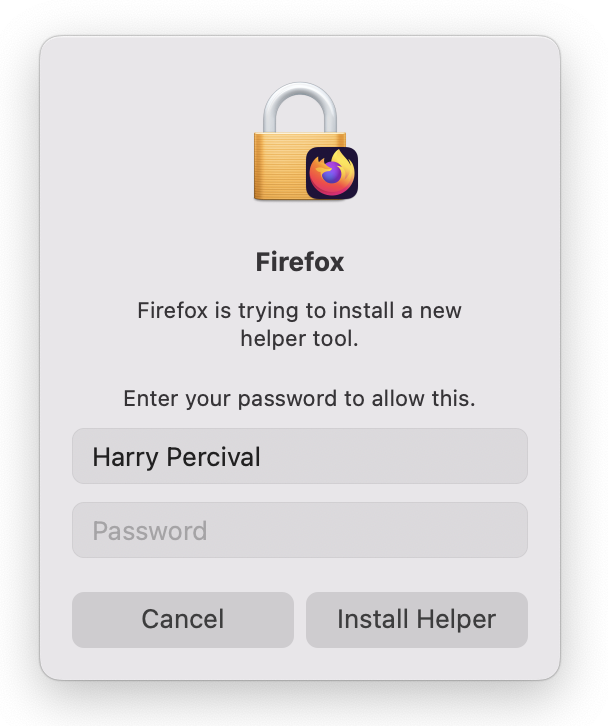 Firefox
Firefox is trying to install a new
helper tool.
Enter your password to allow this.
Harry Percival
Password
Cancel
Install Helper